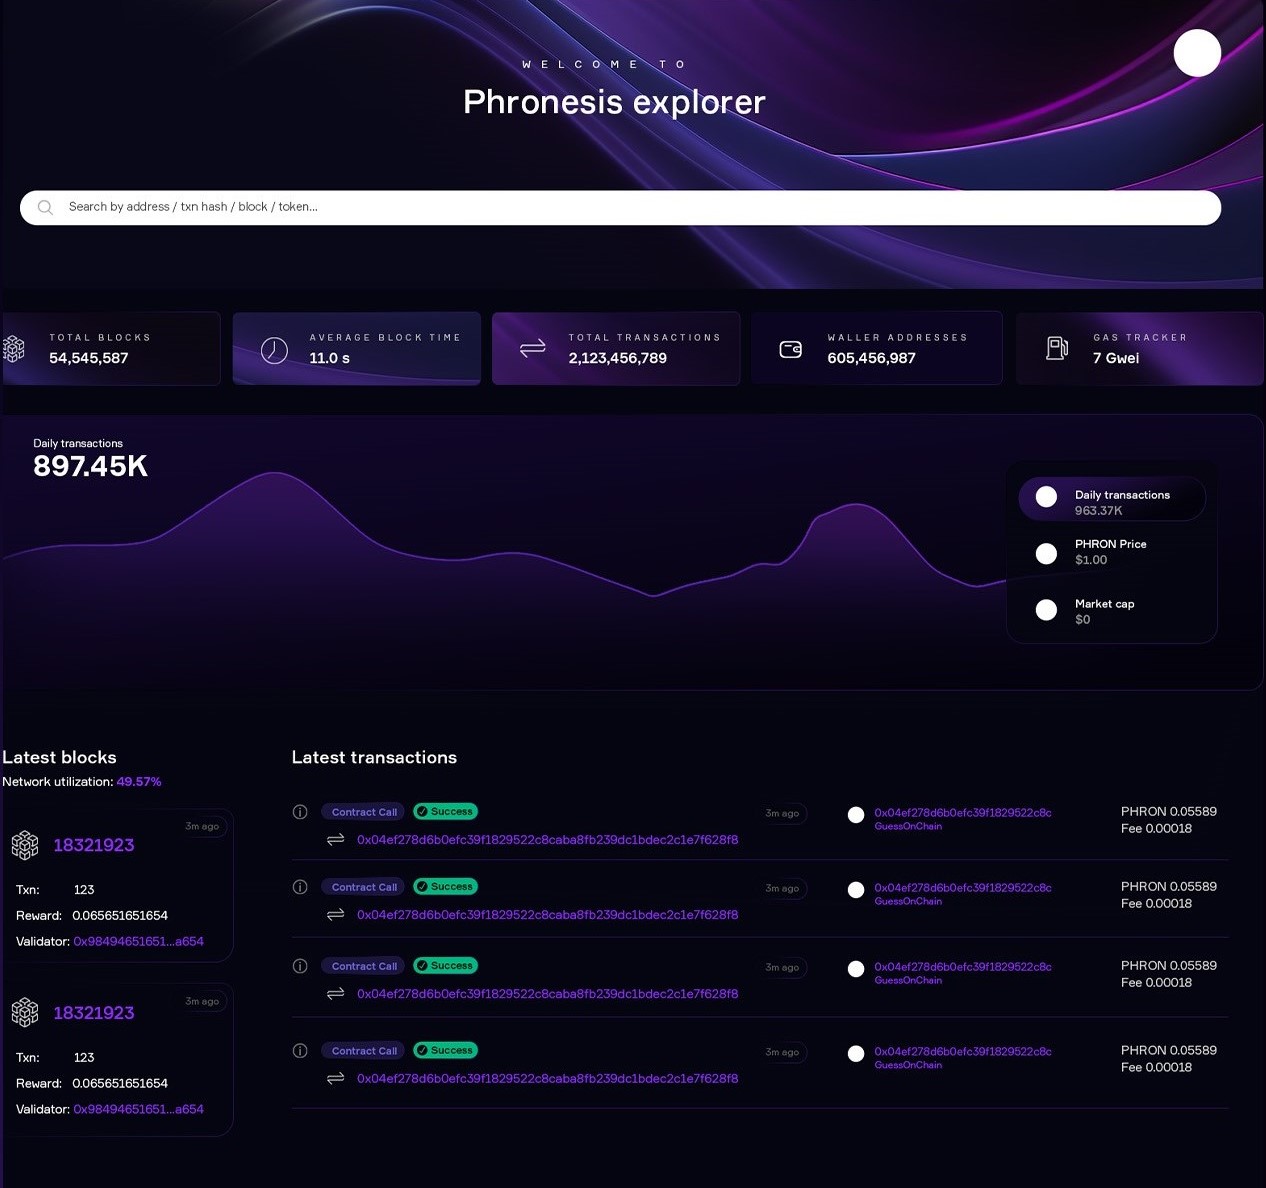 WELCOME TO
Phronesis explorer
Search by address / txn hash / block / token...
TOTAL BLOCKS
54,545,587
AVERAGE BLOCK TIME
11.0 s
TOTAL TRANSACTIONS
2,123,456,789
WALLER ADDRESSES
605,456,987
GAS TRACKER
7 Gwei
Daily transactions
897.45K
Daily transactions
963.37K
PHRON Price
$1.00
Market cap
$0
Latest blocks
Network utilization: 49.57%
3m ago
18321923
Txn: 123
Reward: 0.065651651654
Validator: 0x98494651651...a654
3m ago
18321923
Txn: 123
Reward: 0.065651651654
Validator: 0x98494651651...a654
Latest transactions
Contract Call Success 3m ago
0x04ef278d6b0efc39f1829522c8caba8fb239dc1bdec2c1e7f628f8
0x04ef278d6b0efc39f1829522c8c
GuessOnChain
PHRON 0.05589
Fee 0.00018
Contract Call Success 3m ago
0x04ef278d6b0efc39f1829522c8caba8fb239dc1bdec2c1e7f628f8
0x04ef278d6b0efc39f1829522c8c
GuessOnChain
PHRON 0.05589
Fee 0.00018
Contract Call Success 3m ago
0x04ef278d6b0efc39f1829522c8caba8fb239dc1bdec2c1e7f628f8
0x04ef278d6b0efc39f1829522c8c
GuessOnChain
PHRON 0.05589
Fee 0.00018
Contract Call Success 3m ago
0x04ef278d6b0efc39f1829522c8caba8fb239dc1bdec2c1e7f628f8
0x04ef278d6b0efc39f1829522c8c
GuessOnChain
PHRON 0.05589
Fee 0.00018